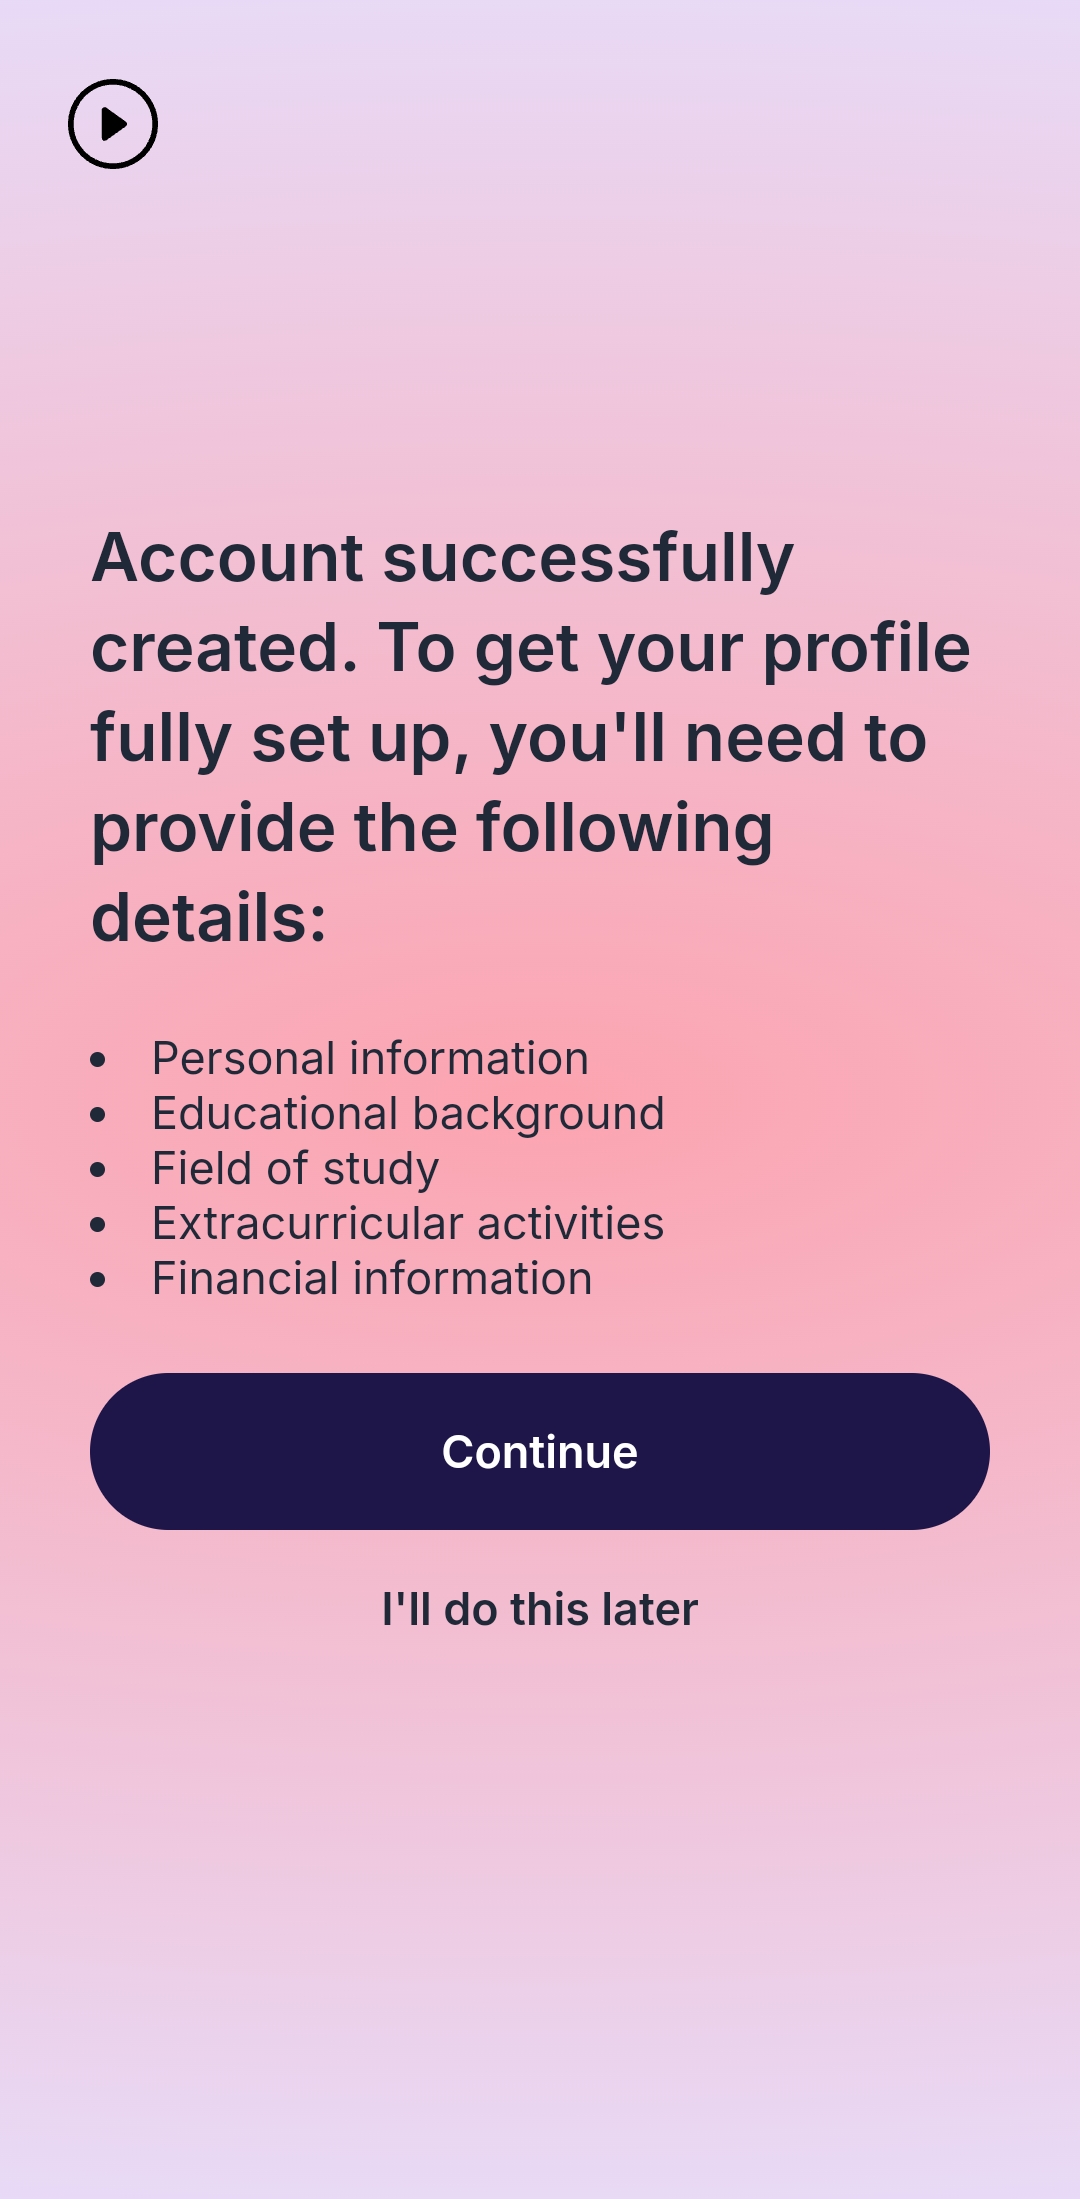 Account successfully
created. To get your profile
fully set up, you'll need to
provide the following
details:
• Personal information
• Educational background
• Field of study
• Extracurricular activities
• Financial information
Continue
I'll do this later